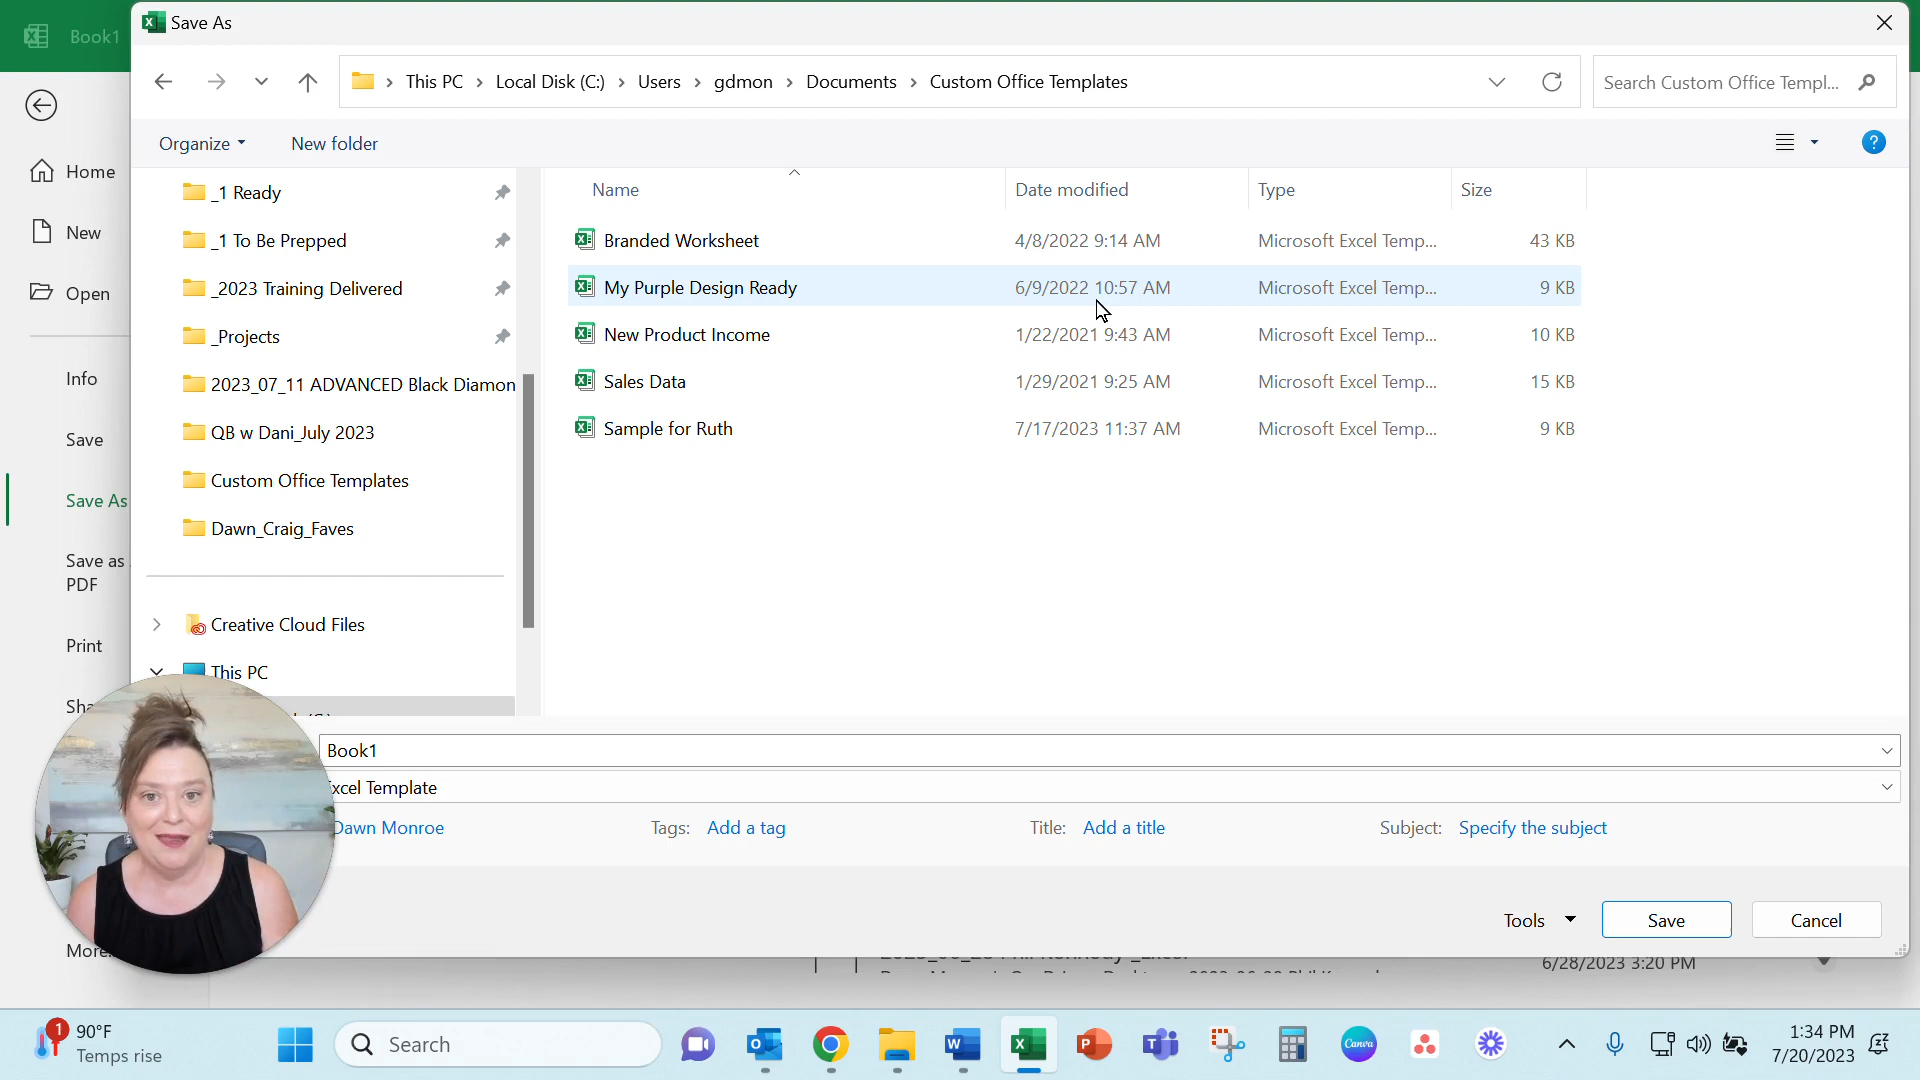 Book1
Save As
This PC > Local Disk (C:) > Users > gdmon > Documents > Custom Office Templates
Search Custom Office Templ...
Organize
New folder
?
Home
New
Open
Info
Save
Save As
Save as
PDF
Print
Sha
More
_1 Ready
_1 To Be Prepped
_2023 Training Delivered
_Projects
2023_07_11 ADVANCED Black Diamon
QB w Dani_July 2023
Custom Office Templates
Dawn_Craig_Faves
Creative Cloud Files
This PC
Name Date modified Type Size
Branded Worksheet 4/8/2022 9:14 AM Microsoft Excel Temp... 43 KB
My Purple Design Ready 6/9/2022 10:57 AM Microsoft Excel Temp... 9 KB
New Product Income 1/22/2021 9:43 AM Microsoft Excel Temp... 10 KB
Sales Data 1/29/2021 9:25 AM Microsoft Excel Temp... 15 KB
Sample for Ruth 7/17/2023 11:37 AM Microsoft Excel Temp... 9 KB
Book1
xcel Template
Dawn Monroe Tags: Add a tag Title: Add a title Subject: Specify the subject
Tools Save Cancel
6/28/2023 3:20 PM
1
90°F
Temps rise
Search
Canva
1:34 PM
7/20/2023